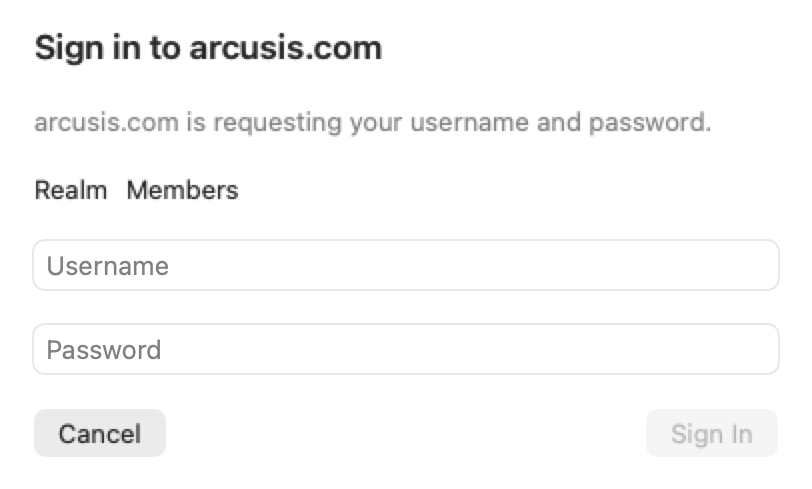 Sign in to arcusis.com
arcusis.com is requesting your username and password.
Realm Members
Username
Password
Cancel Sign In